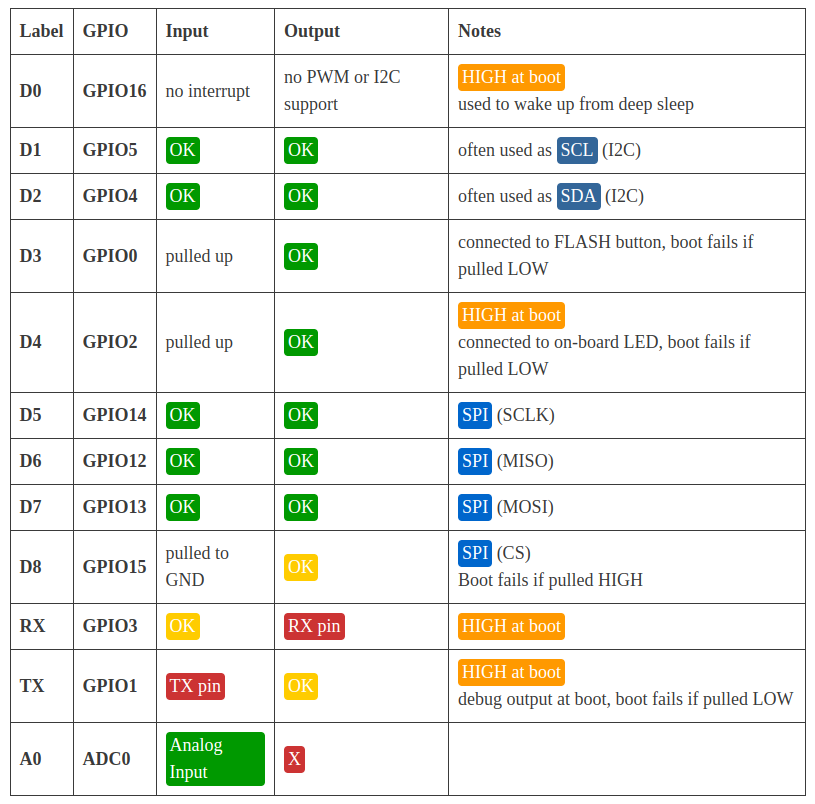 Label GPIO Input Output Notes
D0 GPIO16 no interrupt no PWM or I2C support HIGH at boot
used to wake up from deep sleep
D1 GPIO5 OK OK often used as SCL (I2C)
D2 GPIO4 OK OK often used as SDA (I2C)
D3 GPIO0 pulled up OK connected to FLASH button, boot fails if
pulled LOW
D4 GPIO2 pulled up OK HIGH at boot
connected to on-board LED, boot fails if
pulled LOW
D5 GPIO14 OK OK SPI (SCLK)
D6 GPIO12 OK OK SPI (MISO)
D7 GPIO13 OK OK SPI (MOSI)
D8 GPIO15 pulled to GND OK SPI (CS)
Boot fails if pulled HIGH
RX GPIO3 OK RX pin HIGH at boot
TX GPIO1 TX pin OK HIGH at boot
debug output at boot, boot fails if pulled LOW
A0 ADC0 Analog Input X